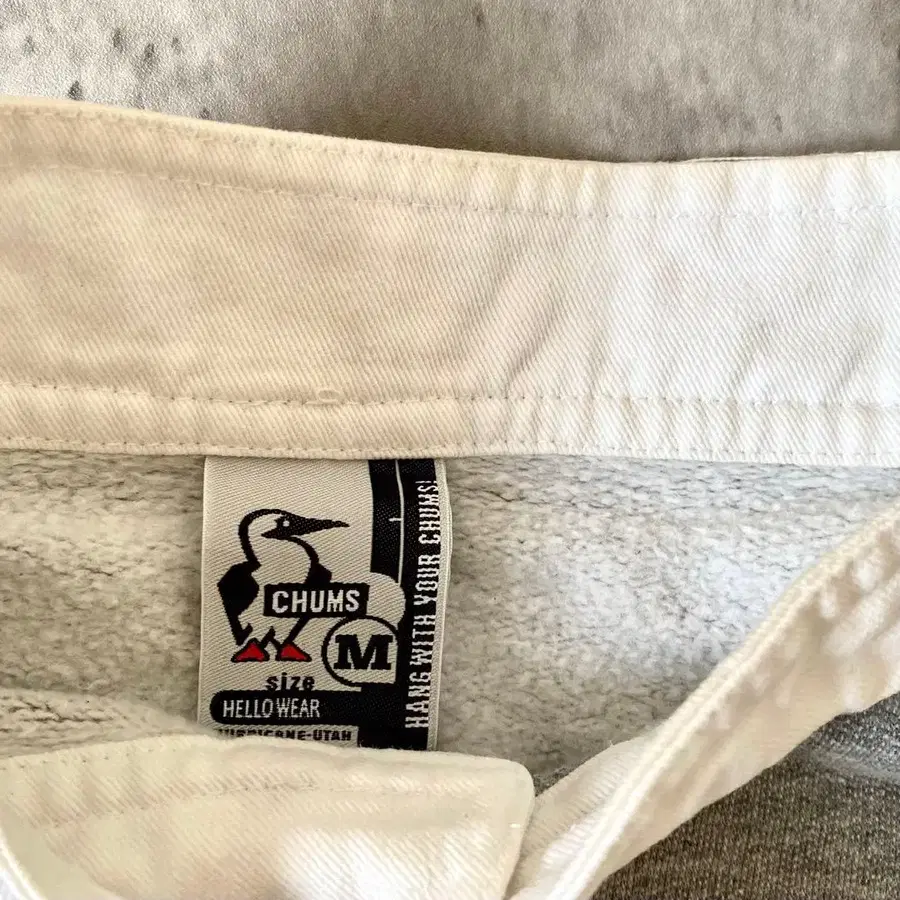 CHUMS
M
size
HELLO WEAR
HURRICANE-UTAH
HANG WITH YOUR CHUMS!